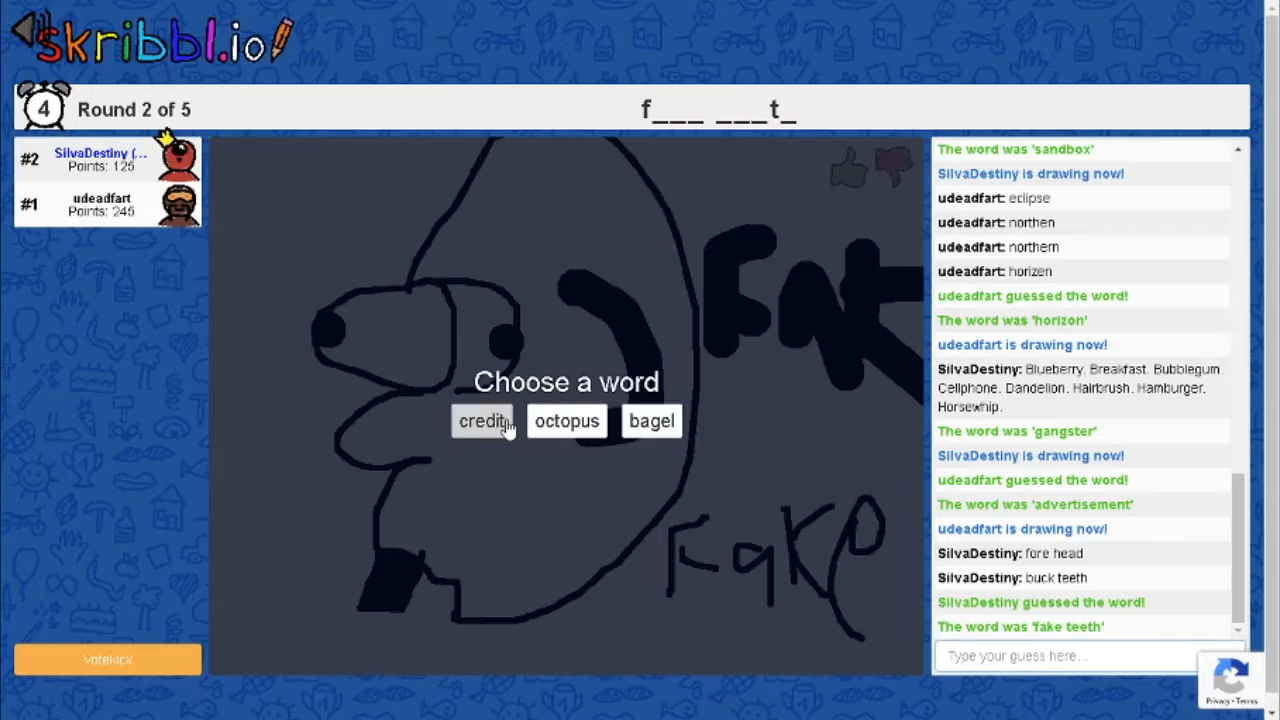 skribbl.io
4
Round 2 of 5
f___ ___t_
#2
SilvaDestiny (...
Points: 125
#1
udeadfart
Points: 245
Votekick
FaK
Choose a word
credit
octopus
bagel
FaKe
The word was 'sandbox'
SilvaDestiny is drawing now!
udeadfart: eclipse
udeadfart: northen
udeadfart: northern
udeadfart: horizen
udeadfart guessed the word!
The word was 'horizon'
udeadfart is drawing now!
SilvaDestiny: Blueberry. Breakfast. Bubblegum.
Cellphone. Dandelion. Hairbrush. Hamburger.
Horsewhip.
The word was 'gangster'
SilvaDestiny is drawing now!
udeadfart guessed the word!
The word was 'advertisement'
udeadfart is drawing now!
SilvaDestiny: fore head
SilvaDestiny: buck teeth
SilvaDestiny guessed the word!
The word was 'fake teeth'
Type your guess here...
Privacy - Terms